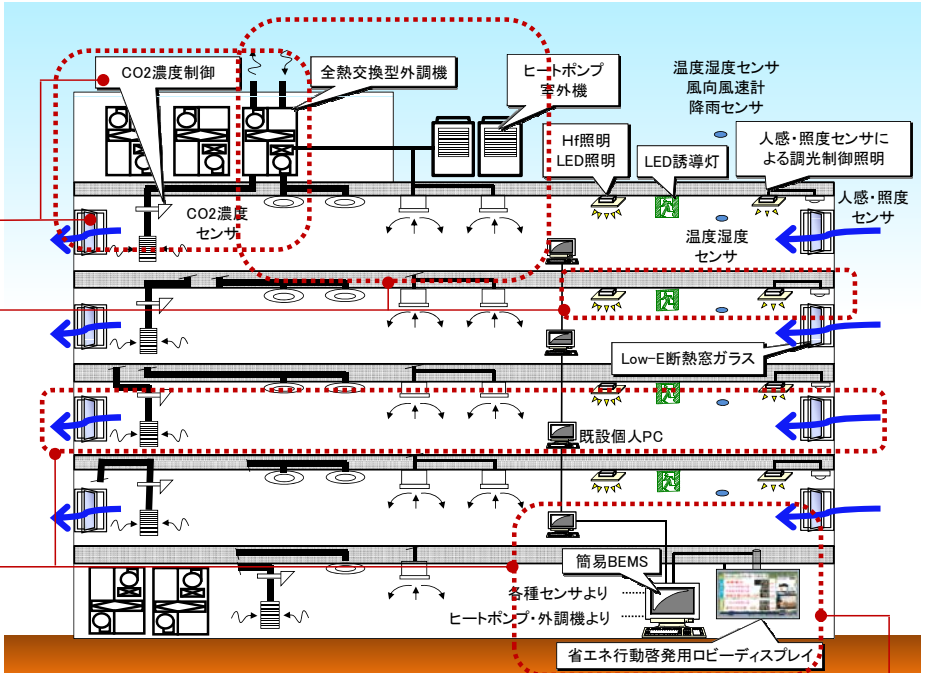 CO2濃度制御
全熱交換型外調機
ヒートポンプ
室外機
温度湿度センサ
風向風速計
降雨センサ
Hf照明
LED照明
LED誘導灯
人感・照度センサに
よる調光制御照明
CO2濃度
センサ
温度湿度
センサ
人感・照度
センサ
Low-E断熱窓ガラス
既設個人PC
簡易BEMS
各種センサより
ヒートポンプ・外調機より
省エネ行動啓発用ロビーディスプレイ